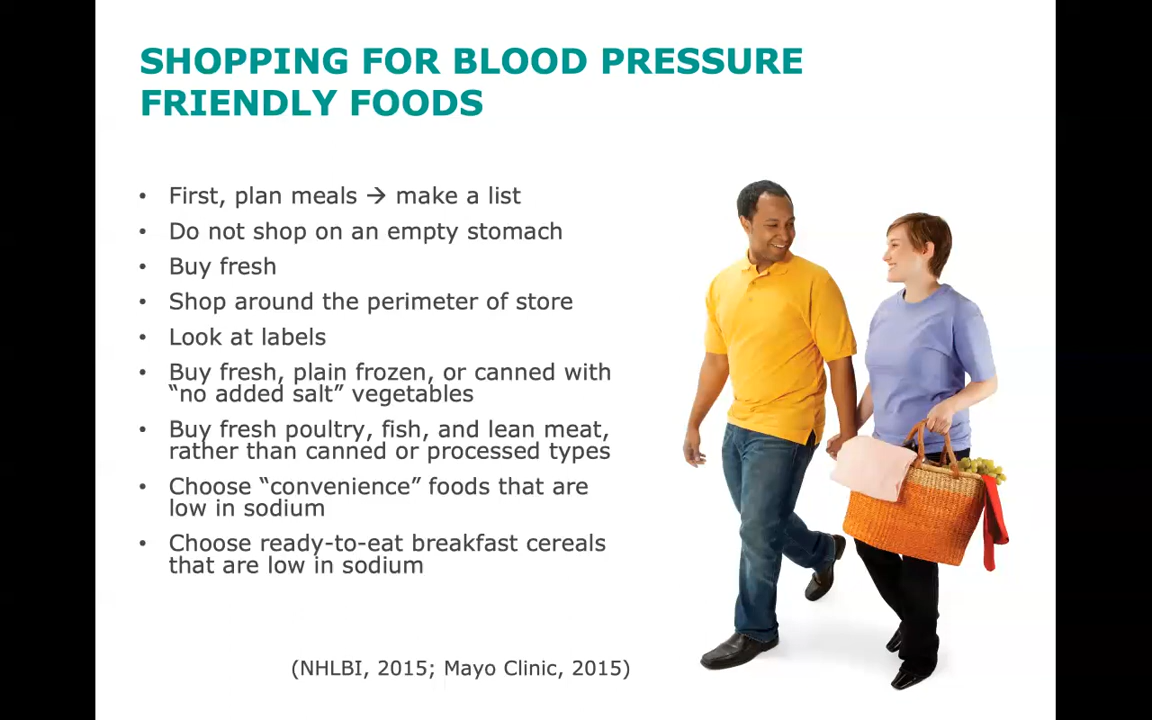 SHOPPING FOR BLOOD PRESSURE
FRIENDLY FOODS
• First, plan meals → make a list
• Do not shop on an empty stomach
• Buy fresh
• Shop around the perimeter of store
• Look at labels
• Buy fresh, plain frozen, or canned with
“no added salt” vegetables
• Buy fresh poultry, fish, and lean meat,
rather than canned or processed types
• Choose “convenience” foods that are
low in sodium
• Choose ready-to-eat breakfast cereals
that are low in sodium
(NHLBI, 2015; Mayo Clinic, 2015)